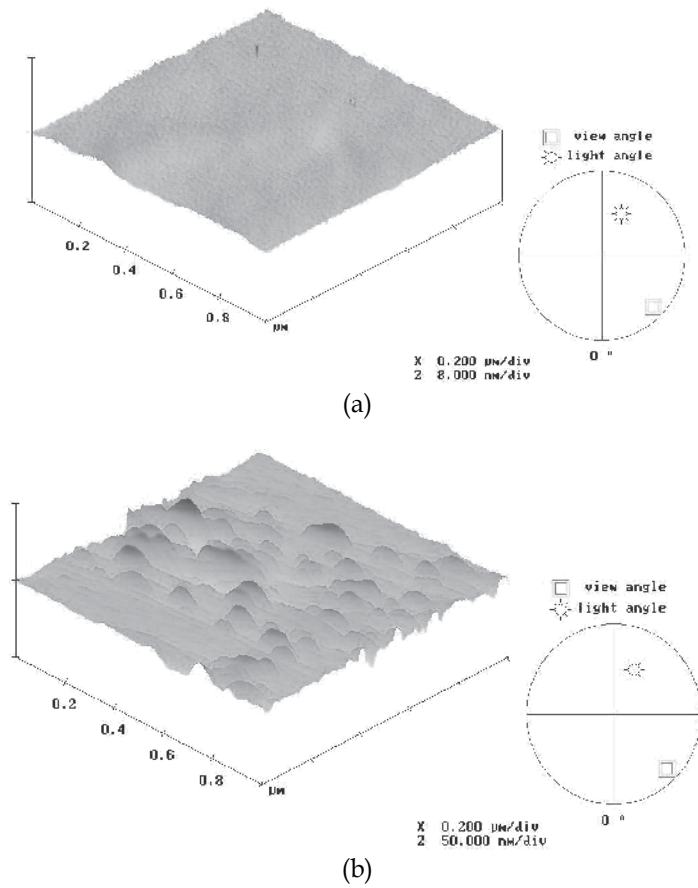 view angle
light angle
0.2
0.4
0.6
0.8
μm
0 °
X 0.200 μm/div
Z 8.000 nm/div
(a)
view angle
light angle
0.2
0.4
0.6
0.8
μm
0 °
X 0.200 μm/div
Z 50.000 nm/div
(b)